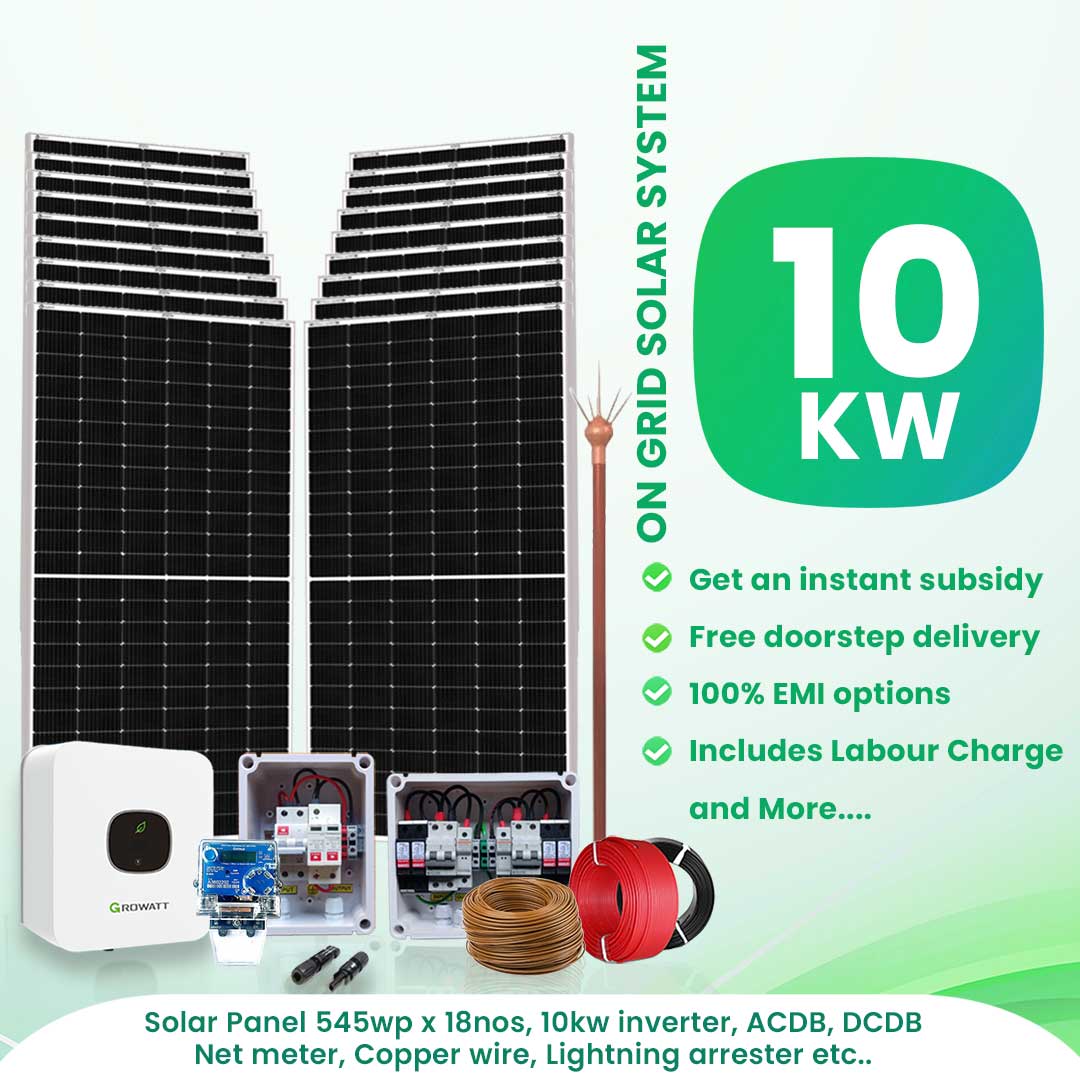 ON GRID SOLAR SYSTEM
10
KW
Get an instant subsidy
Free doorstep delivery
100% EMI options
Includes Labour Charge
and More....
GROWATT
OUTPUT
Solar Panel 545wp x 18nos, 10kw inverter, ACDB, DCDB
Net meter, Copper wire, Lightning arrester etc..